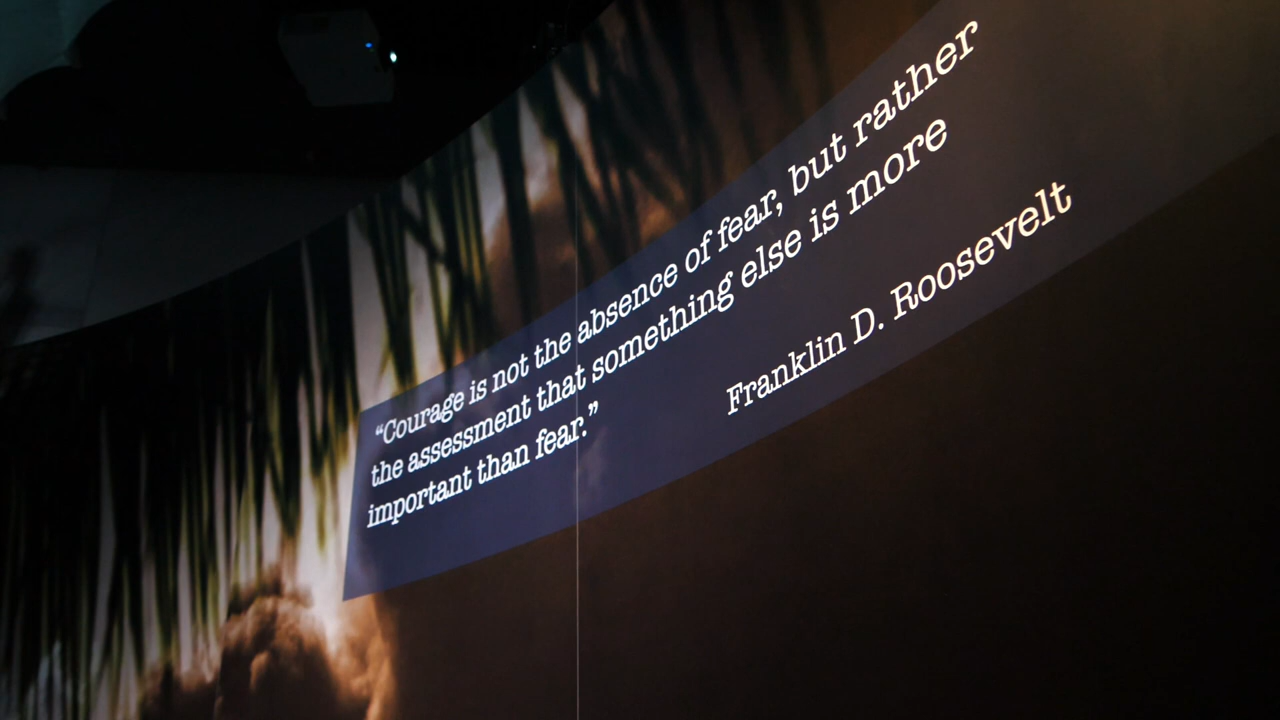 “Courage is not the absence of fear, but rather
the assessment that something else is more
important than fear.”
Franklin D. Roosevelt